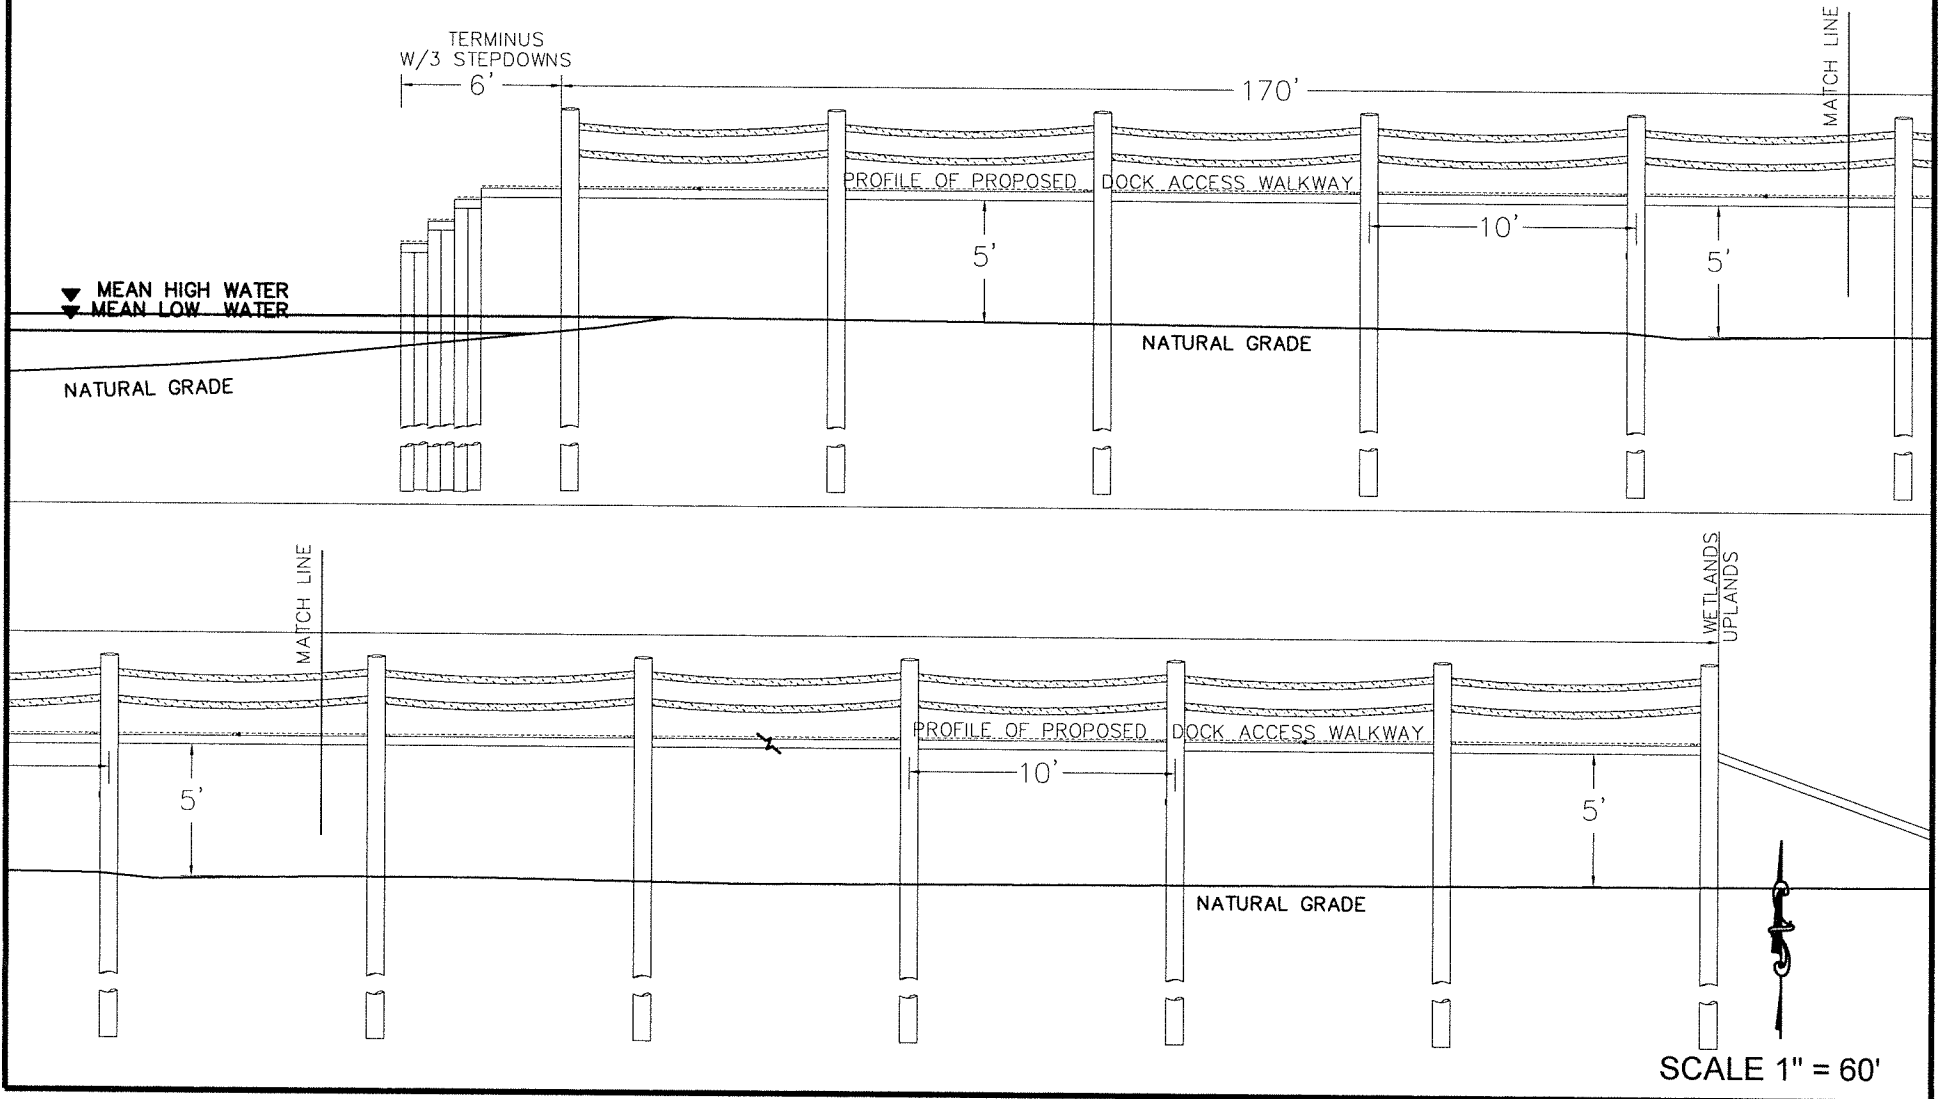 TERMINUS
W/3 STEPDOWNS
6'
170'
MATCH LINE
PROFILE OF PROPOSED DOCK ACCESS WALKWAY
5'
10'
5'
MEAN HIGH WATER
MEAN LOW WATER
NATURAL GRADE
NATURAL GRADE
MATCH LINE
WETLANDS
UPLANDS
PROFILE OF PROPOSED DOCK ACCESS WALKWAY
5'
10'
5'
NATURAL GRADE
SCALE 1" = 60'